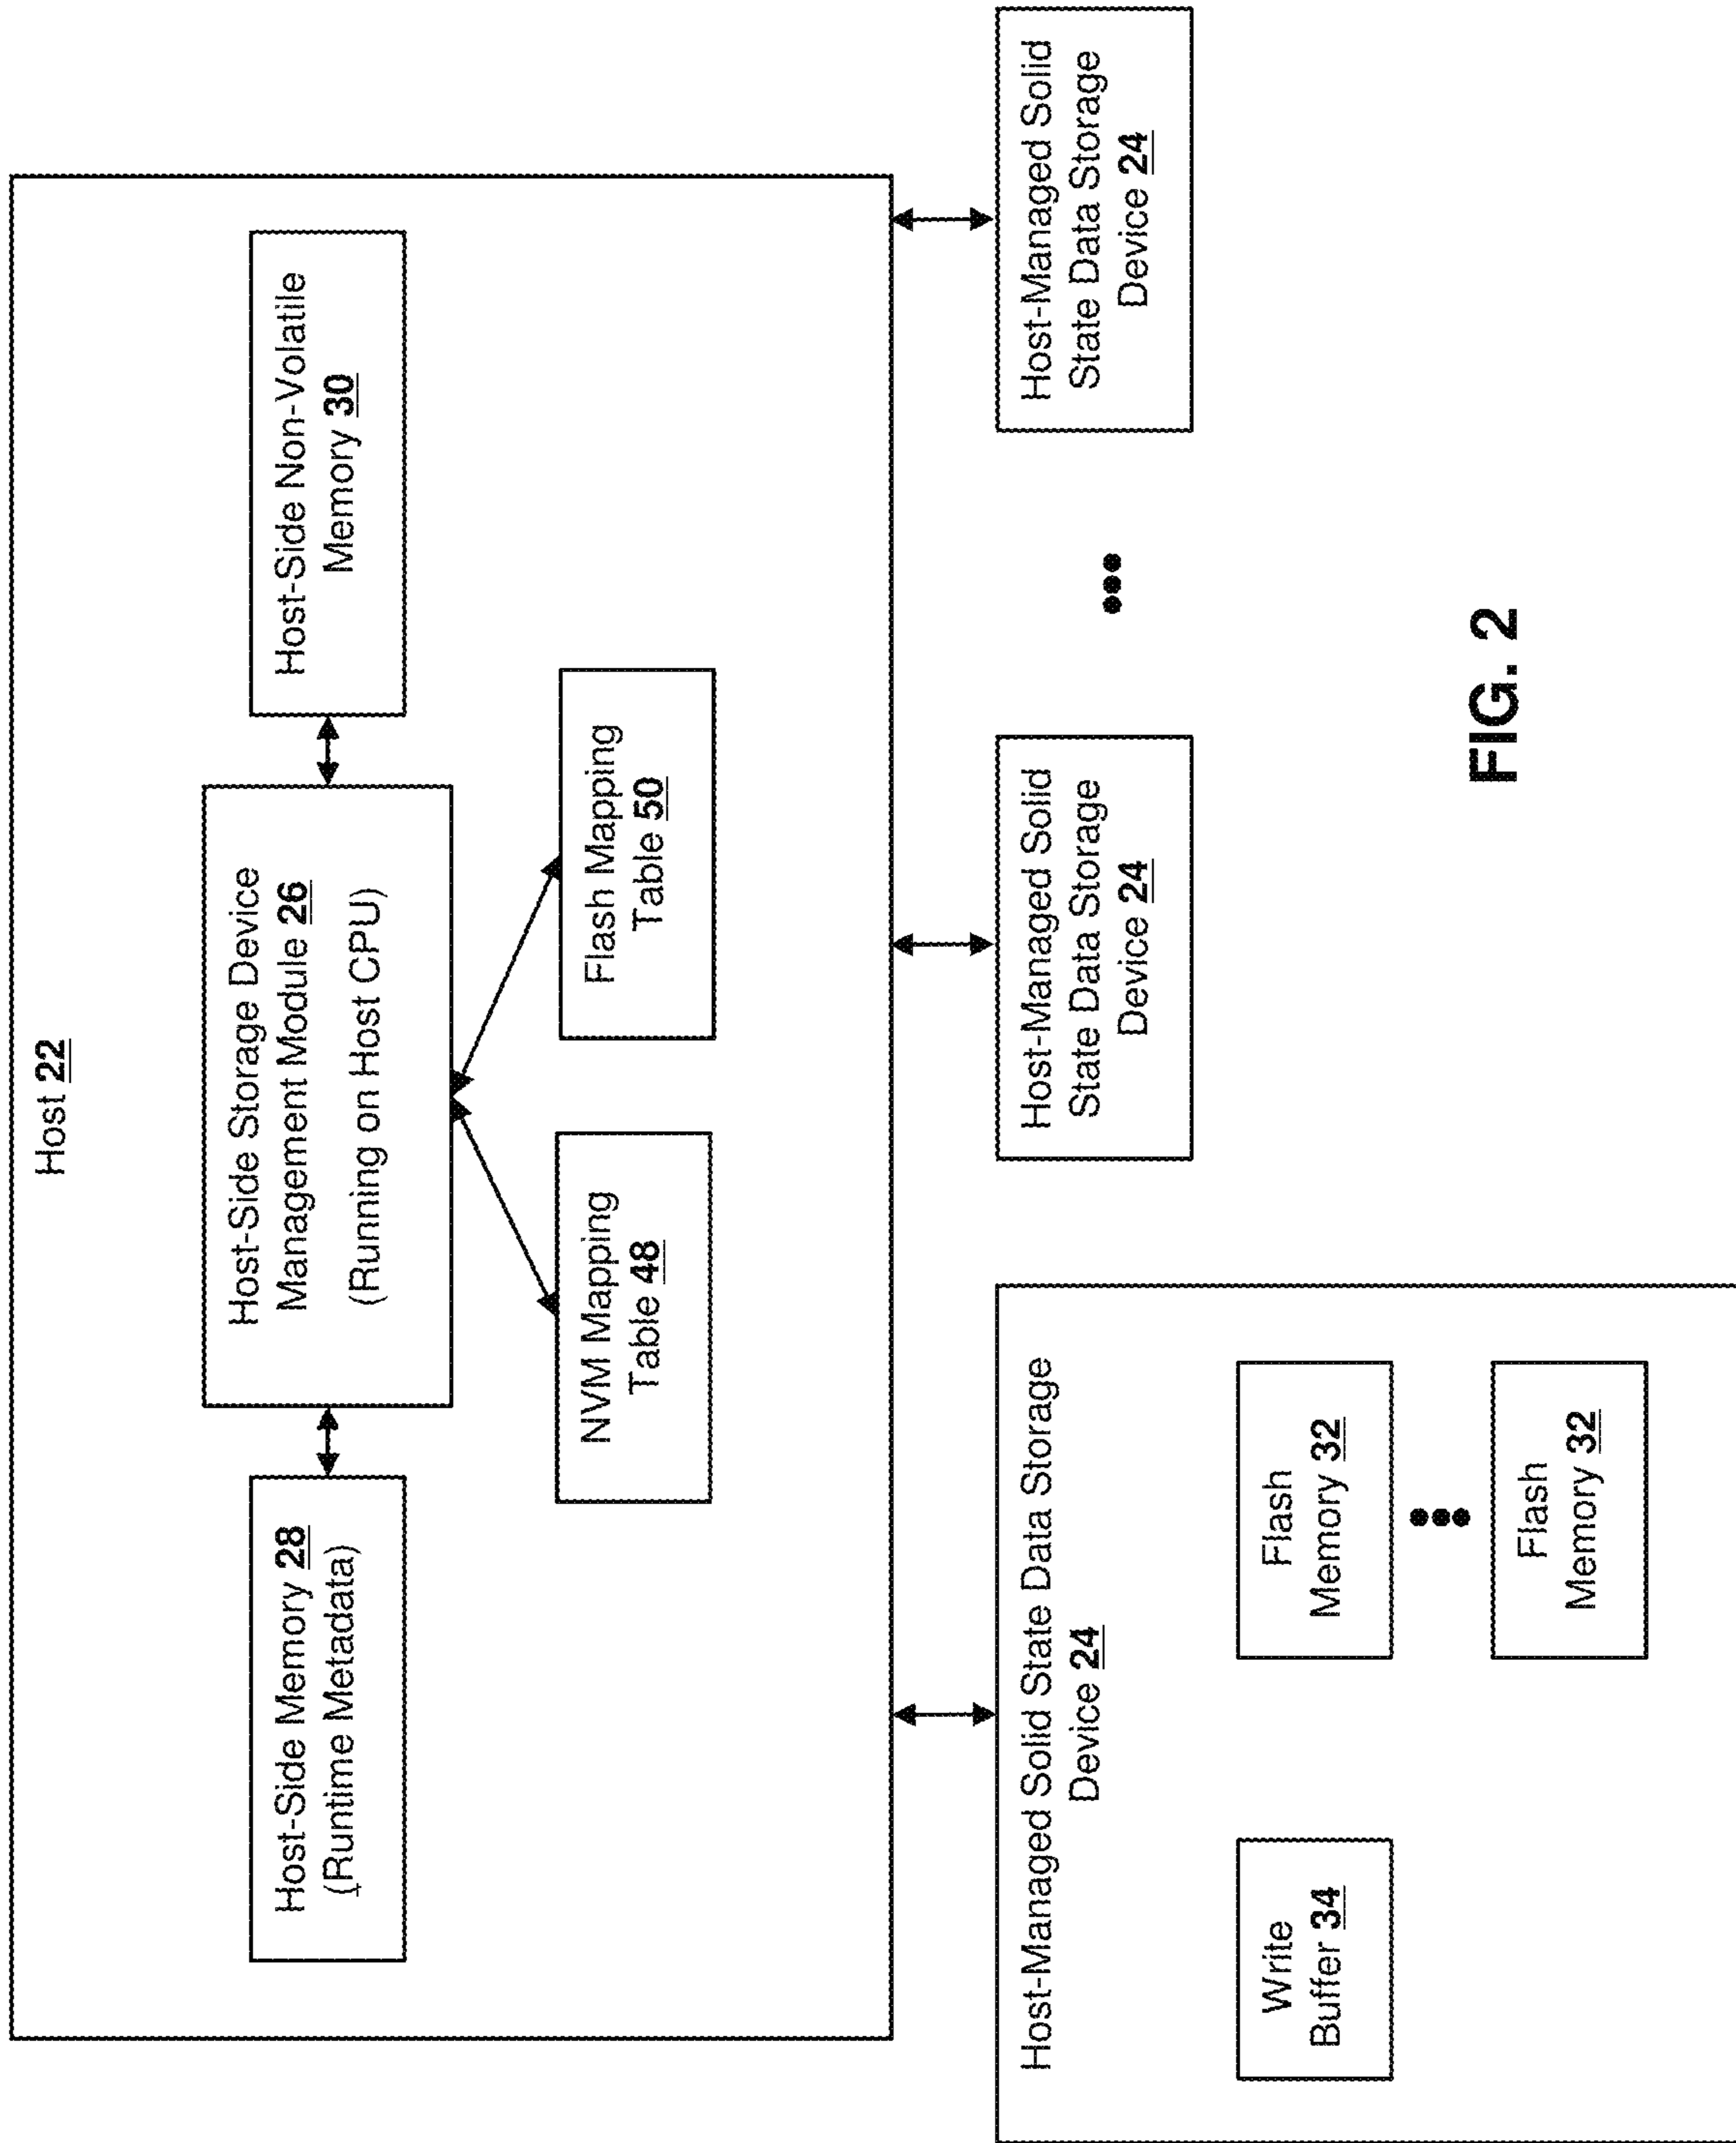 Host 22
Host-Side Memory 28
(Runtime Metadata)
Host-Side Storage Device
Management Module 26
(Running on Host CPU)
Host-Side Non-Volatile
Memory 30
NVM Mapping
Table 48
Flash Mapping
Table 50
Host-Managed Solid State Data Storage
Device 24
Write
Buffer 34
Flash
Memory 32
Flash
Memory 32
Host-Managed Solid
State Data Storage
Device 24
Host-Managed Solid
State Data Storage
Device 24
FIG. 2